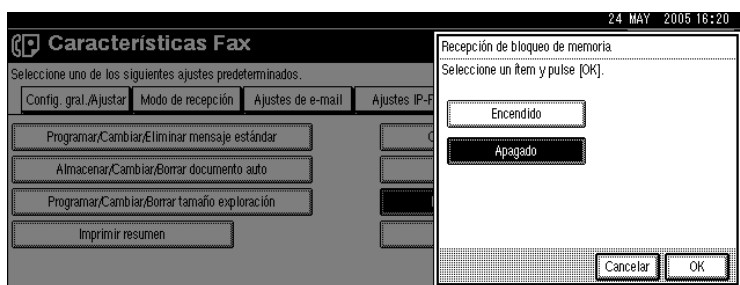 24 MAY 2005 16:20
Características Fax
Seleccione uno de los siguientes ajustes predeterminados.
Config. gral./Ajustar Modo de recepción Ajustes de e-mail Ajustes IP-F
Programar/Cambiar/Eliminar mensaje estándar
Almacenar/Cambiar/Borrar documento auto
Programar/Cambiar/Borrar tamaño exploración
Imprimir resumen
Recepción de bloqueo de memoria
Seleccione un ítem y pulse [OK].
Encendido
Apagado
Cancelar OK